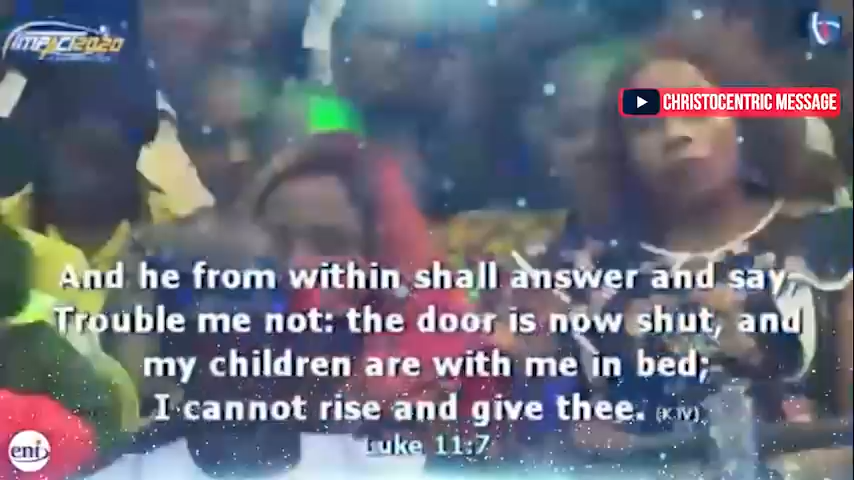 IMPACT2020
CHRISTOCENTRIC MESSAGE
And he from within shall answer and say,
Trouble me not: the door is now shut, and
my children are with me in bed;
I cannot rise and give thee. (KJV)
Luke 11:7
eni